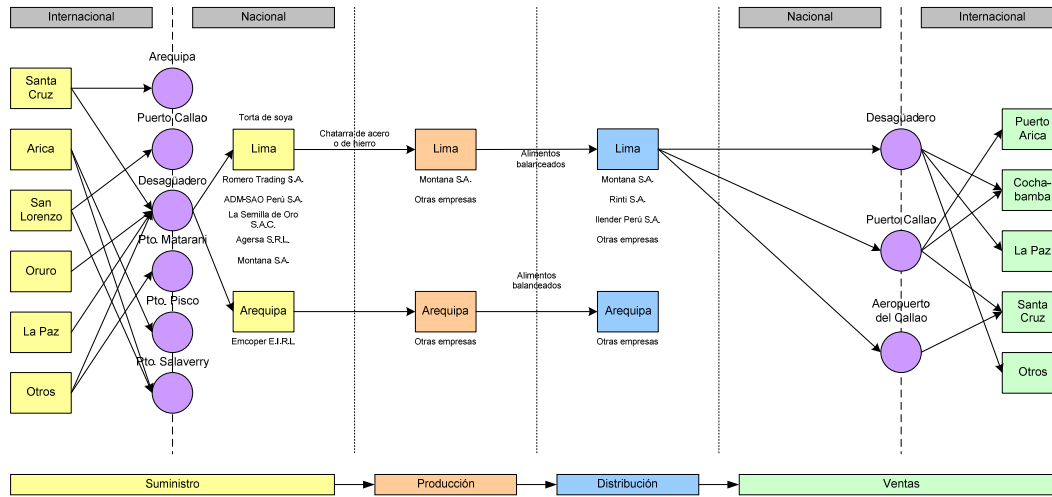 Internacional
Nacional
Nacional
Internacional
Santa
Cruz
Arica
San
Lorenzo
Oruro
La Paz
Otros
Arequipa
Puerto Callao
Desaguadero
Pto. Matarani
Pto. Pisco
Pto. Salaverry
Torta de soya
Lima
Romero Trading S.A.
ADM-SAO Perú S.A.
La Semilla de Oro
S.A.C.
Agersa S.R.L.
Montana S.A.
Arequipa
Emcoper E.I.R.L.
Chatarra de acero
o de hierro
Lima
Montana S.A.
Otras empresas
Arequipa
Otras empresas
Alimentos
balanceados
Alimentos
balanceados
Lima
Montana S.A.
Rinti S.A.
Ilender Perú S.A.
Otras empresas
Arequipa
Otras empresas
Desaguadero
Puerto Callao
Aeropuerto
del Callao
Puerto
Arica
Cocha-
bamba
La Paz
Santa
Cruz
Otros
Suministro
Producción
Distribución
Ventas